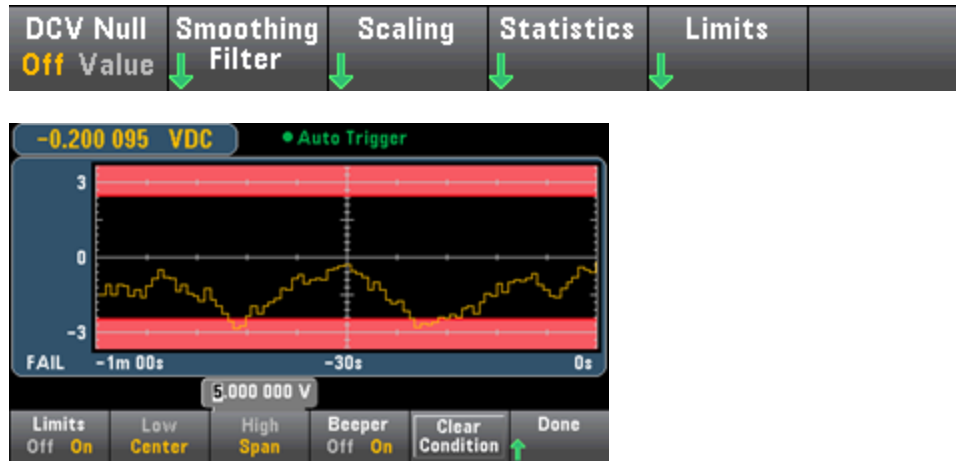 DCV Null Smoothing Scaling Statistics Limits
Off Value Filter
-0.200 095 VDC Auto Trigger
3
0
-3
FAIL -1m 00s -30s 0s
5.000 000 V
Limits Low High Beeper Clear Done
Off On Center Span Off On Condition